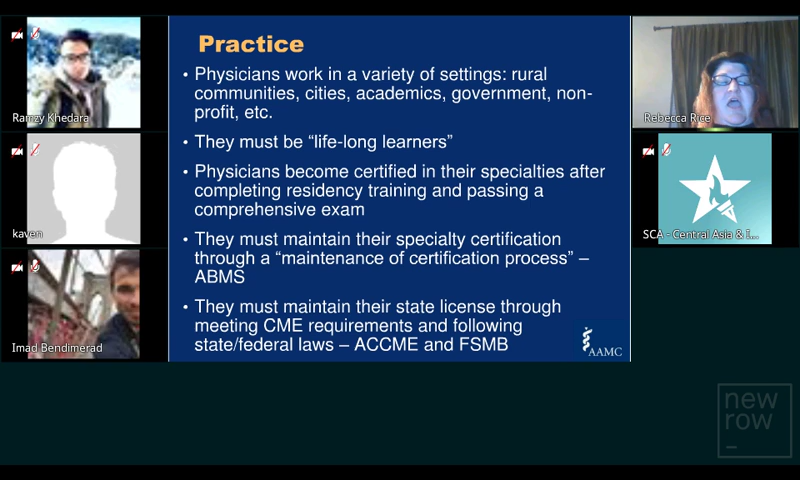 Practice
• Physicians work in a variety of settings: rural
communities, cities, academics, government, non-
profit, etc.
• They must be “life-long learners”
• Physicians become certified in their specialties after
completing residency training and passing a
comprehensive exam
• They must maintain their specialty certification
through a “maintenance of certification process” –
ABMS
• They must maintain their state license through
meeting CME requirements and following
state/federal laws – ACCME and FSMB
AAMC
Ramzy Khedara
kaven
Imad Bendimerad
Rebecca Rice
SCA - Central Asia & I...
new
row